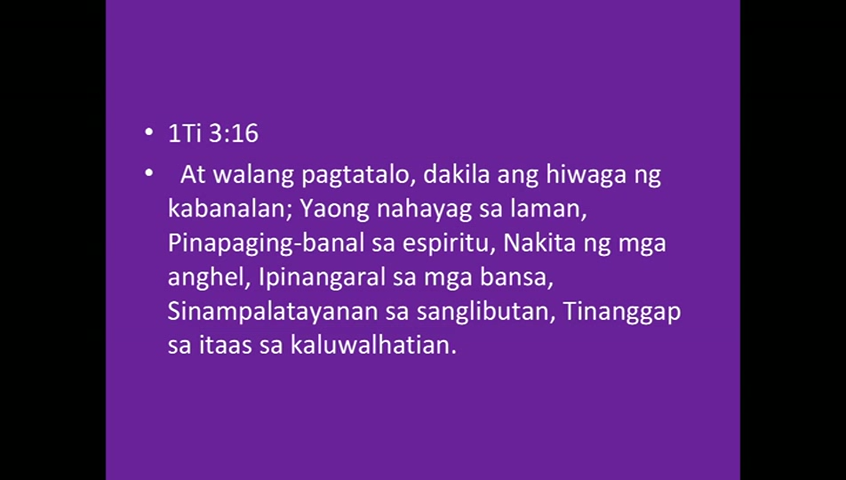 • 1Ti 3:16
• At walang pagtatalo, dakila ang hiwaga ng
kabanalan; Yaong nahayag sa laman,
Pinapaging-banal sa espiritu, Nakita ng mga
anghel, Ipinangaral sa mga bansa,
Sinampalatayanan sa sanglibutan, Tinanggap
sa itaas sa kaluwalhatian.